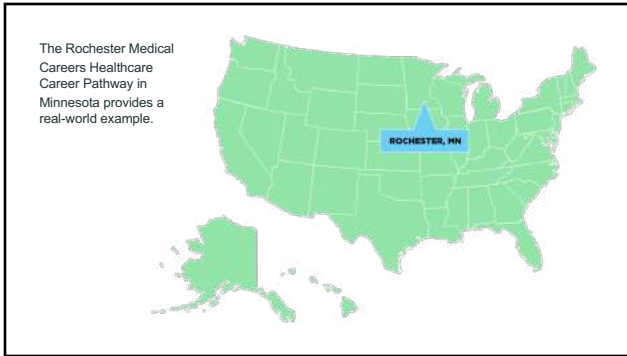 The Rochester Medical
Careers Healthcare
Career Pathway in
Minnesota provides a
real-world example.
ROCHESTER, MN